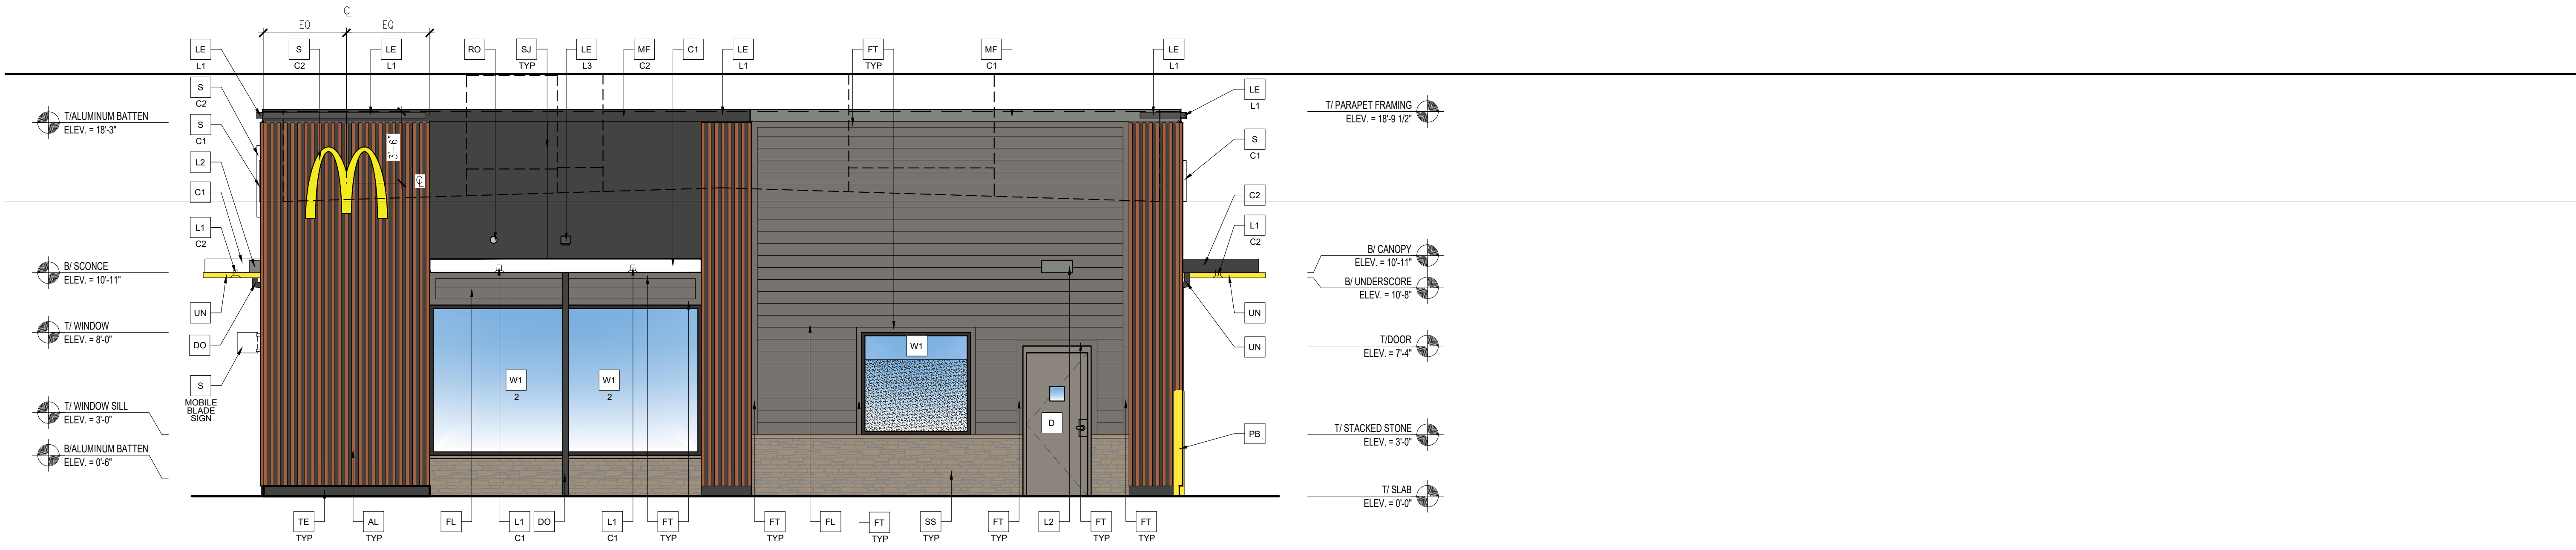 ℄
EQ EQ
LE
L1
S
C2
LE
L1
RO
SJ
TYP
LE
L3
MF
C2
C1
LE
L1
FT
TYP
MF
C1
LE
L1
S
C2
S
C1
L2
C1
L1
C2
UN
DO
S
MOBILE
BLADE
SIGN
T/ALUMINUM BATTEN
ELEV. = 18'-3"
B/ SCONCE
ELEV. = 10'-11"
T/ WINDOW
ELEV. = 8'-0"
T/ WINDOW SILL
ELEV. = 3'-0"
B/ALUMINUM BATTEN
ELEV. = 0'-6"
3'-6"
℄
W1
2
W1
2
W1
D
LE
L1
S
C1
C2
L1
C2
UN
UN
PB
T/ PARAPET FRAMING
ELEV. = 18'-9 1/2"
B/ CANOPY
ELEV. = 10'-11"
B/ UNDERSCORE
ELEV. = 10'-8"
T/DOOR
ELEV. = 7'-4"
T/ STACKED STONE
ELEV. = 3'-0"
T/ SLAB
ELEV. = 0'-0"
TE
TYP
AL
TYP
FL
L1
C1
DO
L1
C1
FT
TYP
FT
TYP
FL
FT
TYP
SS
TYP
FT
TYP
L2
FT
TYP
FT
TYP